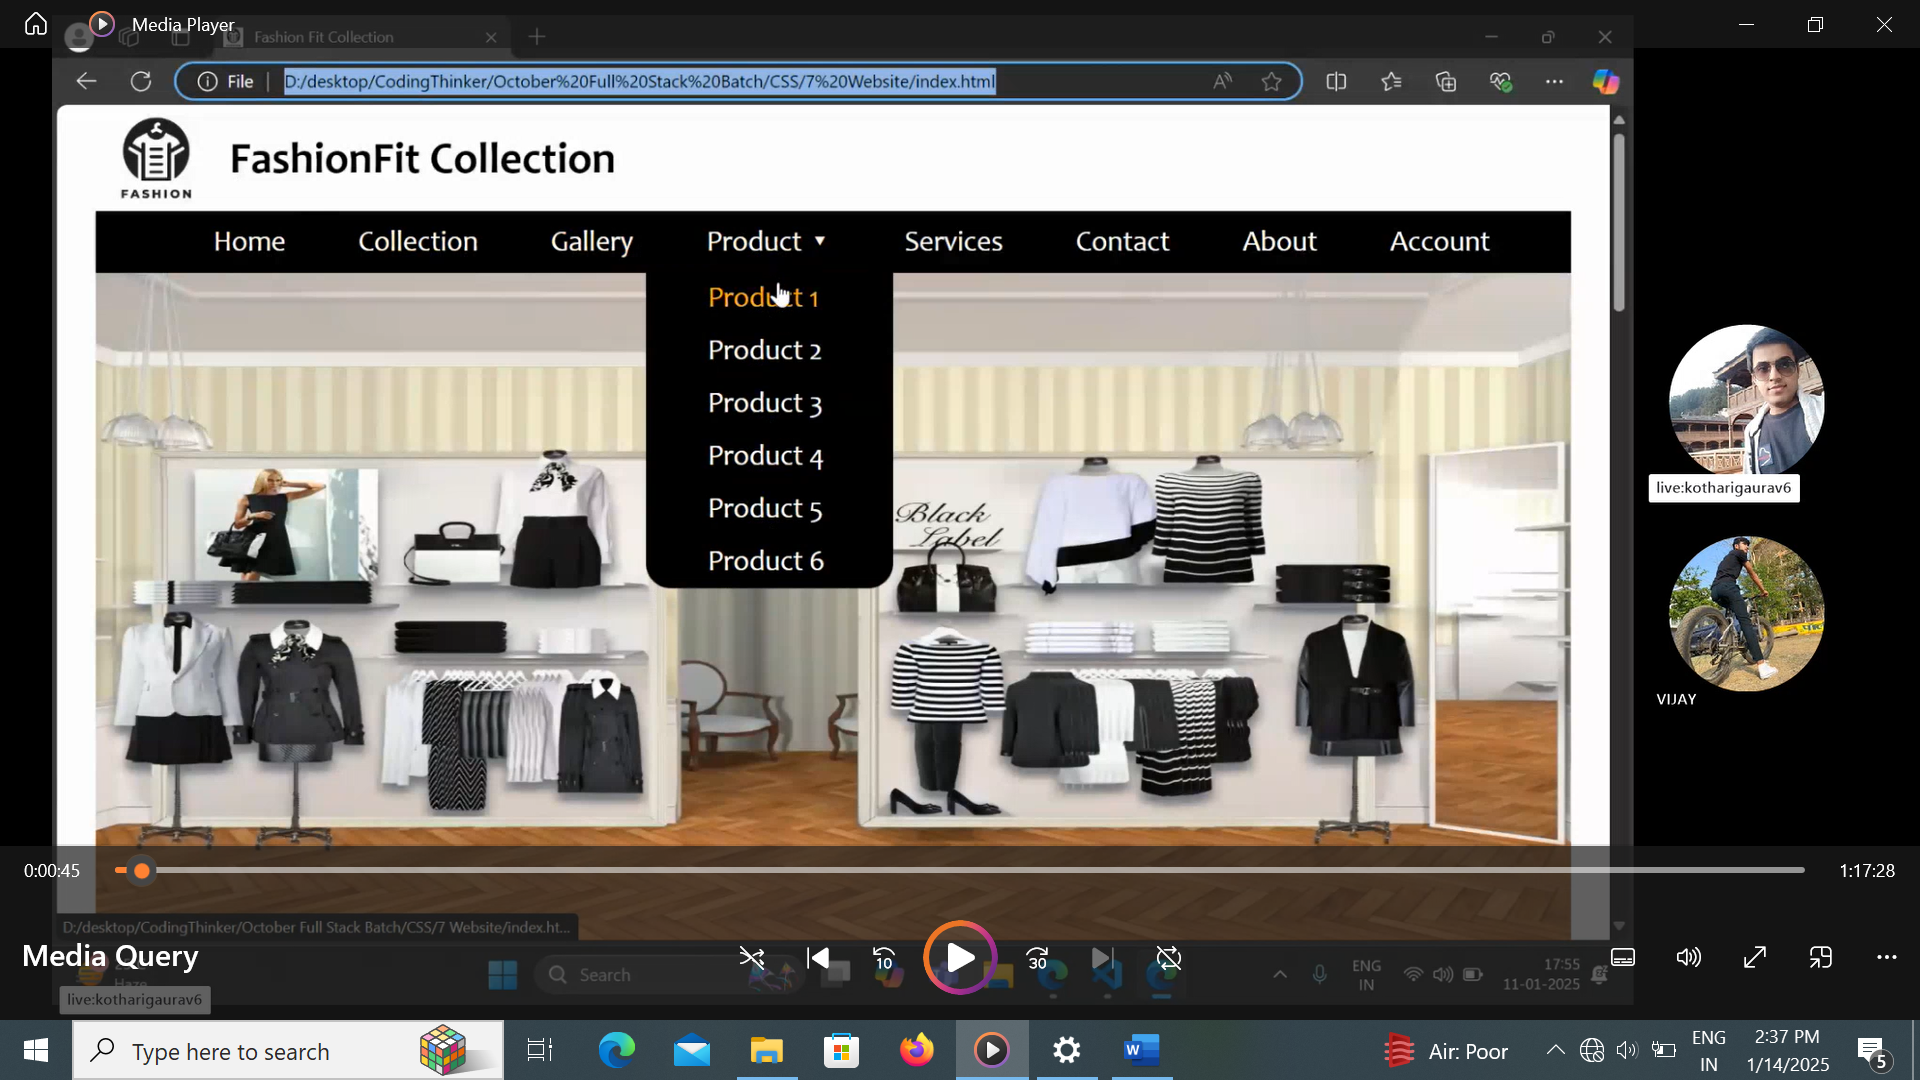 Media Player
Fashion Fit Collection
File
D:/desktop/CodingThinker/October%20Full%20Stack%20Batch/CSS/7%20Website/index.html
FASHION
FashionFit Collection
Home
Collection
Gallery
Product ▼
Services
Contact
About
Account
Product 1
Product 2
Product 3
Product 4
Product 5
Product 6
Black
Label
live:kotharigaurav6
VIJAY
0:00:45
1:17:28
D:/desktop/CodingThinker/October Full Stack Batch/CSS/7 Website/index.ht...
Media Query
Haze
live:kotharigaurav6
Search
10
30
ENG
IN
17:55
11-01-2025
Type here to search
Air: Poor
ENG
IN
2:37 PM
1/14/2025
5